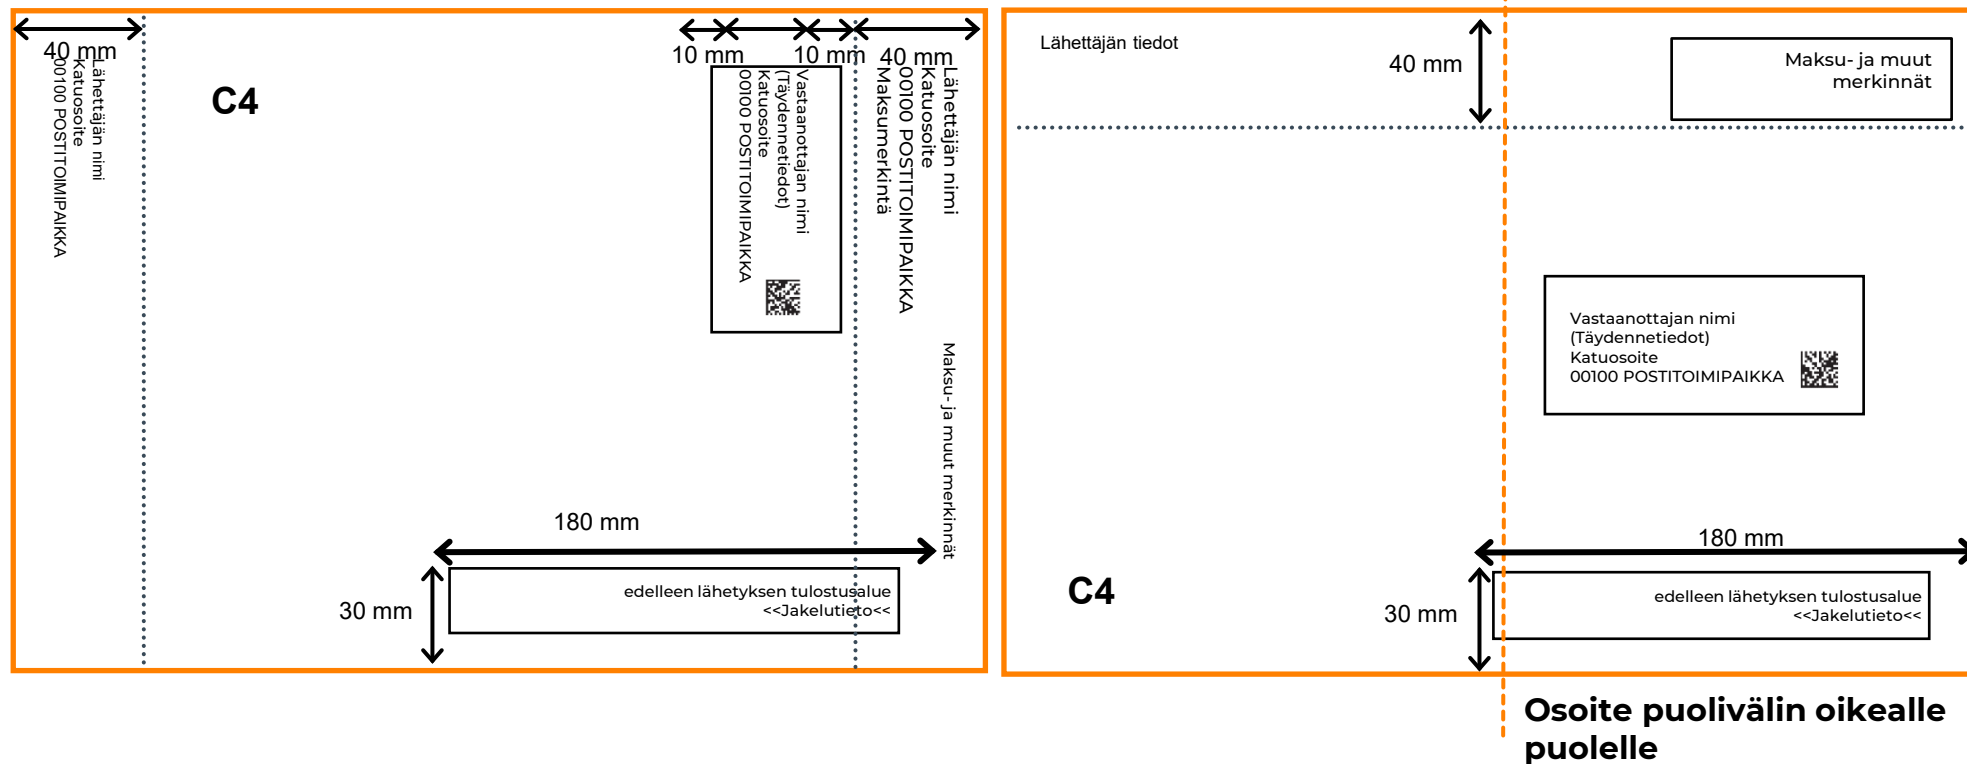 40 mm
Lähettäjän nimi
Katuosoite
00100 POSTITOIMIPAIKKA
C4
10 mm
10 mm
40 mm
Vastaanottajan nimi
(Täydennetiedot)
Katuosoite
00100 POSTITOIMIPAIKKA
Lähettäjän nimi
Katuosoite
00100 POSTITOIMIPAIKKA
Maksumerkintä
Maksu- ja muut merkinnät
180 mm
30 mm
edelleen lähetyksen tulostusalue
<<Jakelutieto<<
Lähettäjän tiedot
40 mm
Maksu- ja muut
merkinnät
Vastaanottajan nimi
(Täydennetiedot)
Katuosoite
00100 POSTITOIMIPAIKKA
180 mm
C4
30 mm
edelleen lähetyksen tulostusalue
<<Jakelutieto<<
Osoite puolivälin oikealle
puolelle